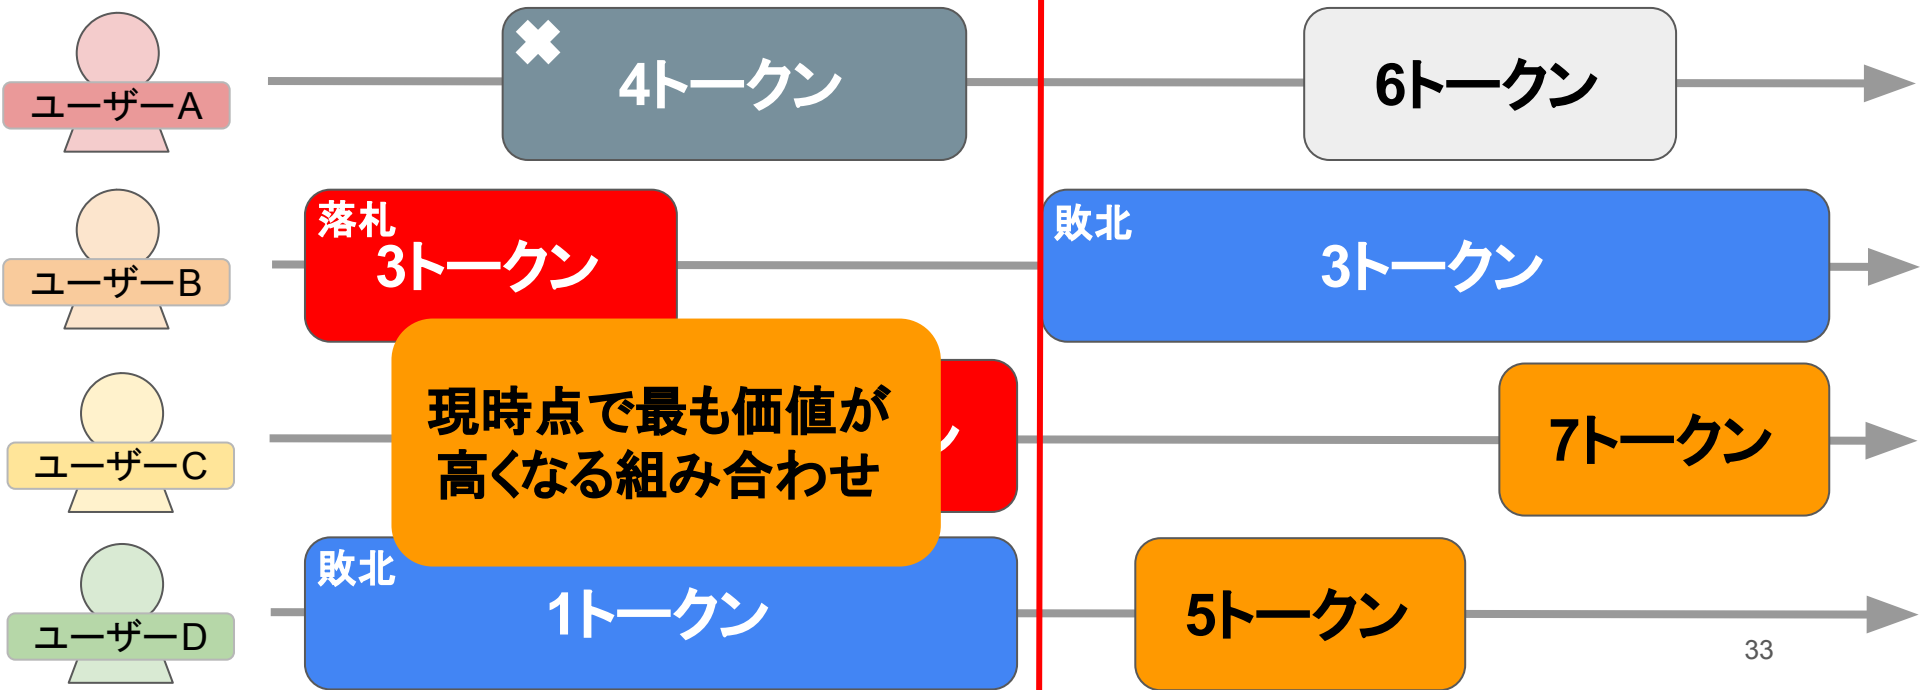 ユーザーA
4トークン
6トークン
ユーザーB
落札
3トークン
敗北
3トークン
ユーザーC
現時点で最も価値が
高くなる組み合わせ
ン
7トークン
ユーザーD
敗北
1トークン
5トークン
33